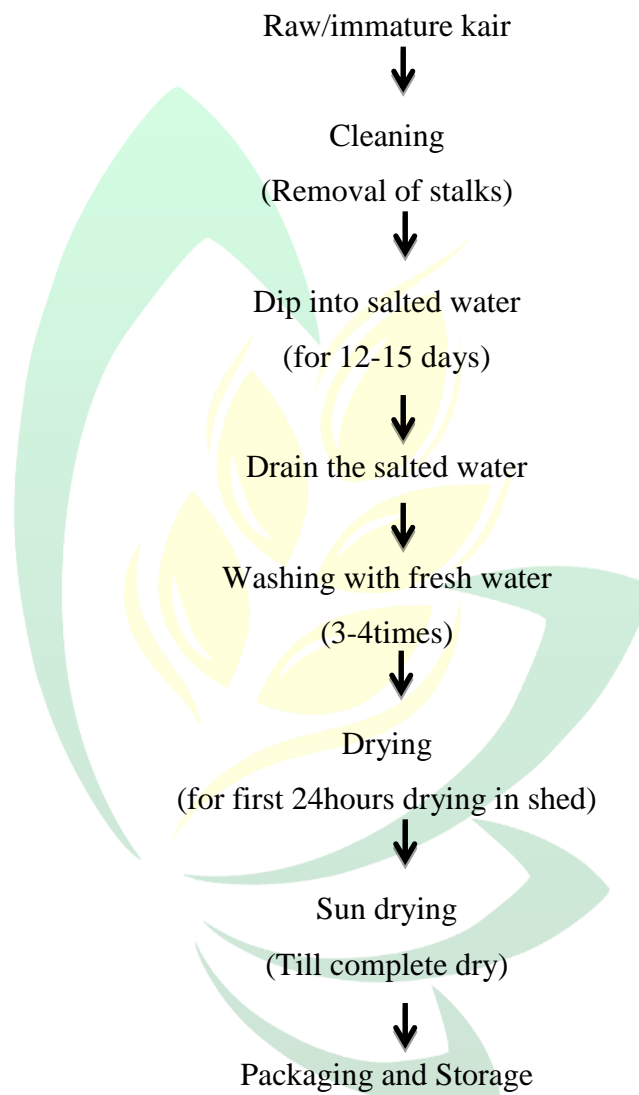 Raw/immature kair
Cleaning
(Removal of stalks)
Dip into salted water
(for 12-15 days)
Drain the salted water
Washing with fresh water
(3-4times)
Drying
(for first 24hours drying in shed)
Sun drying
(Till complete dry)
Packaging and Storage